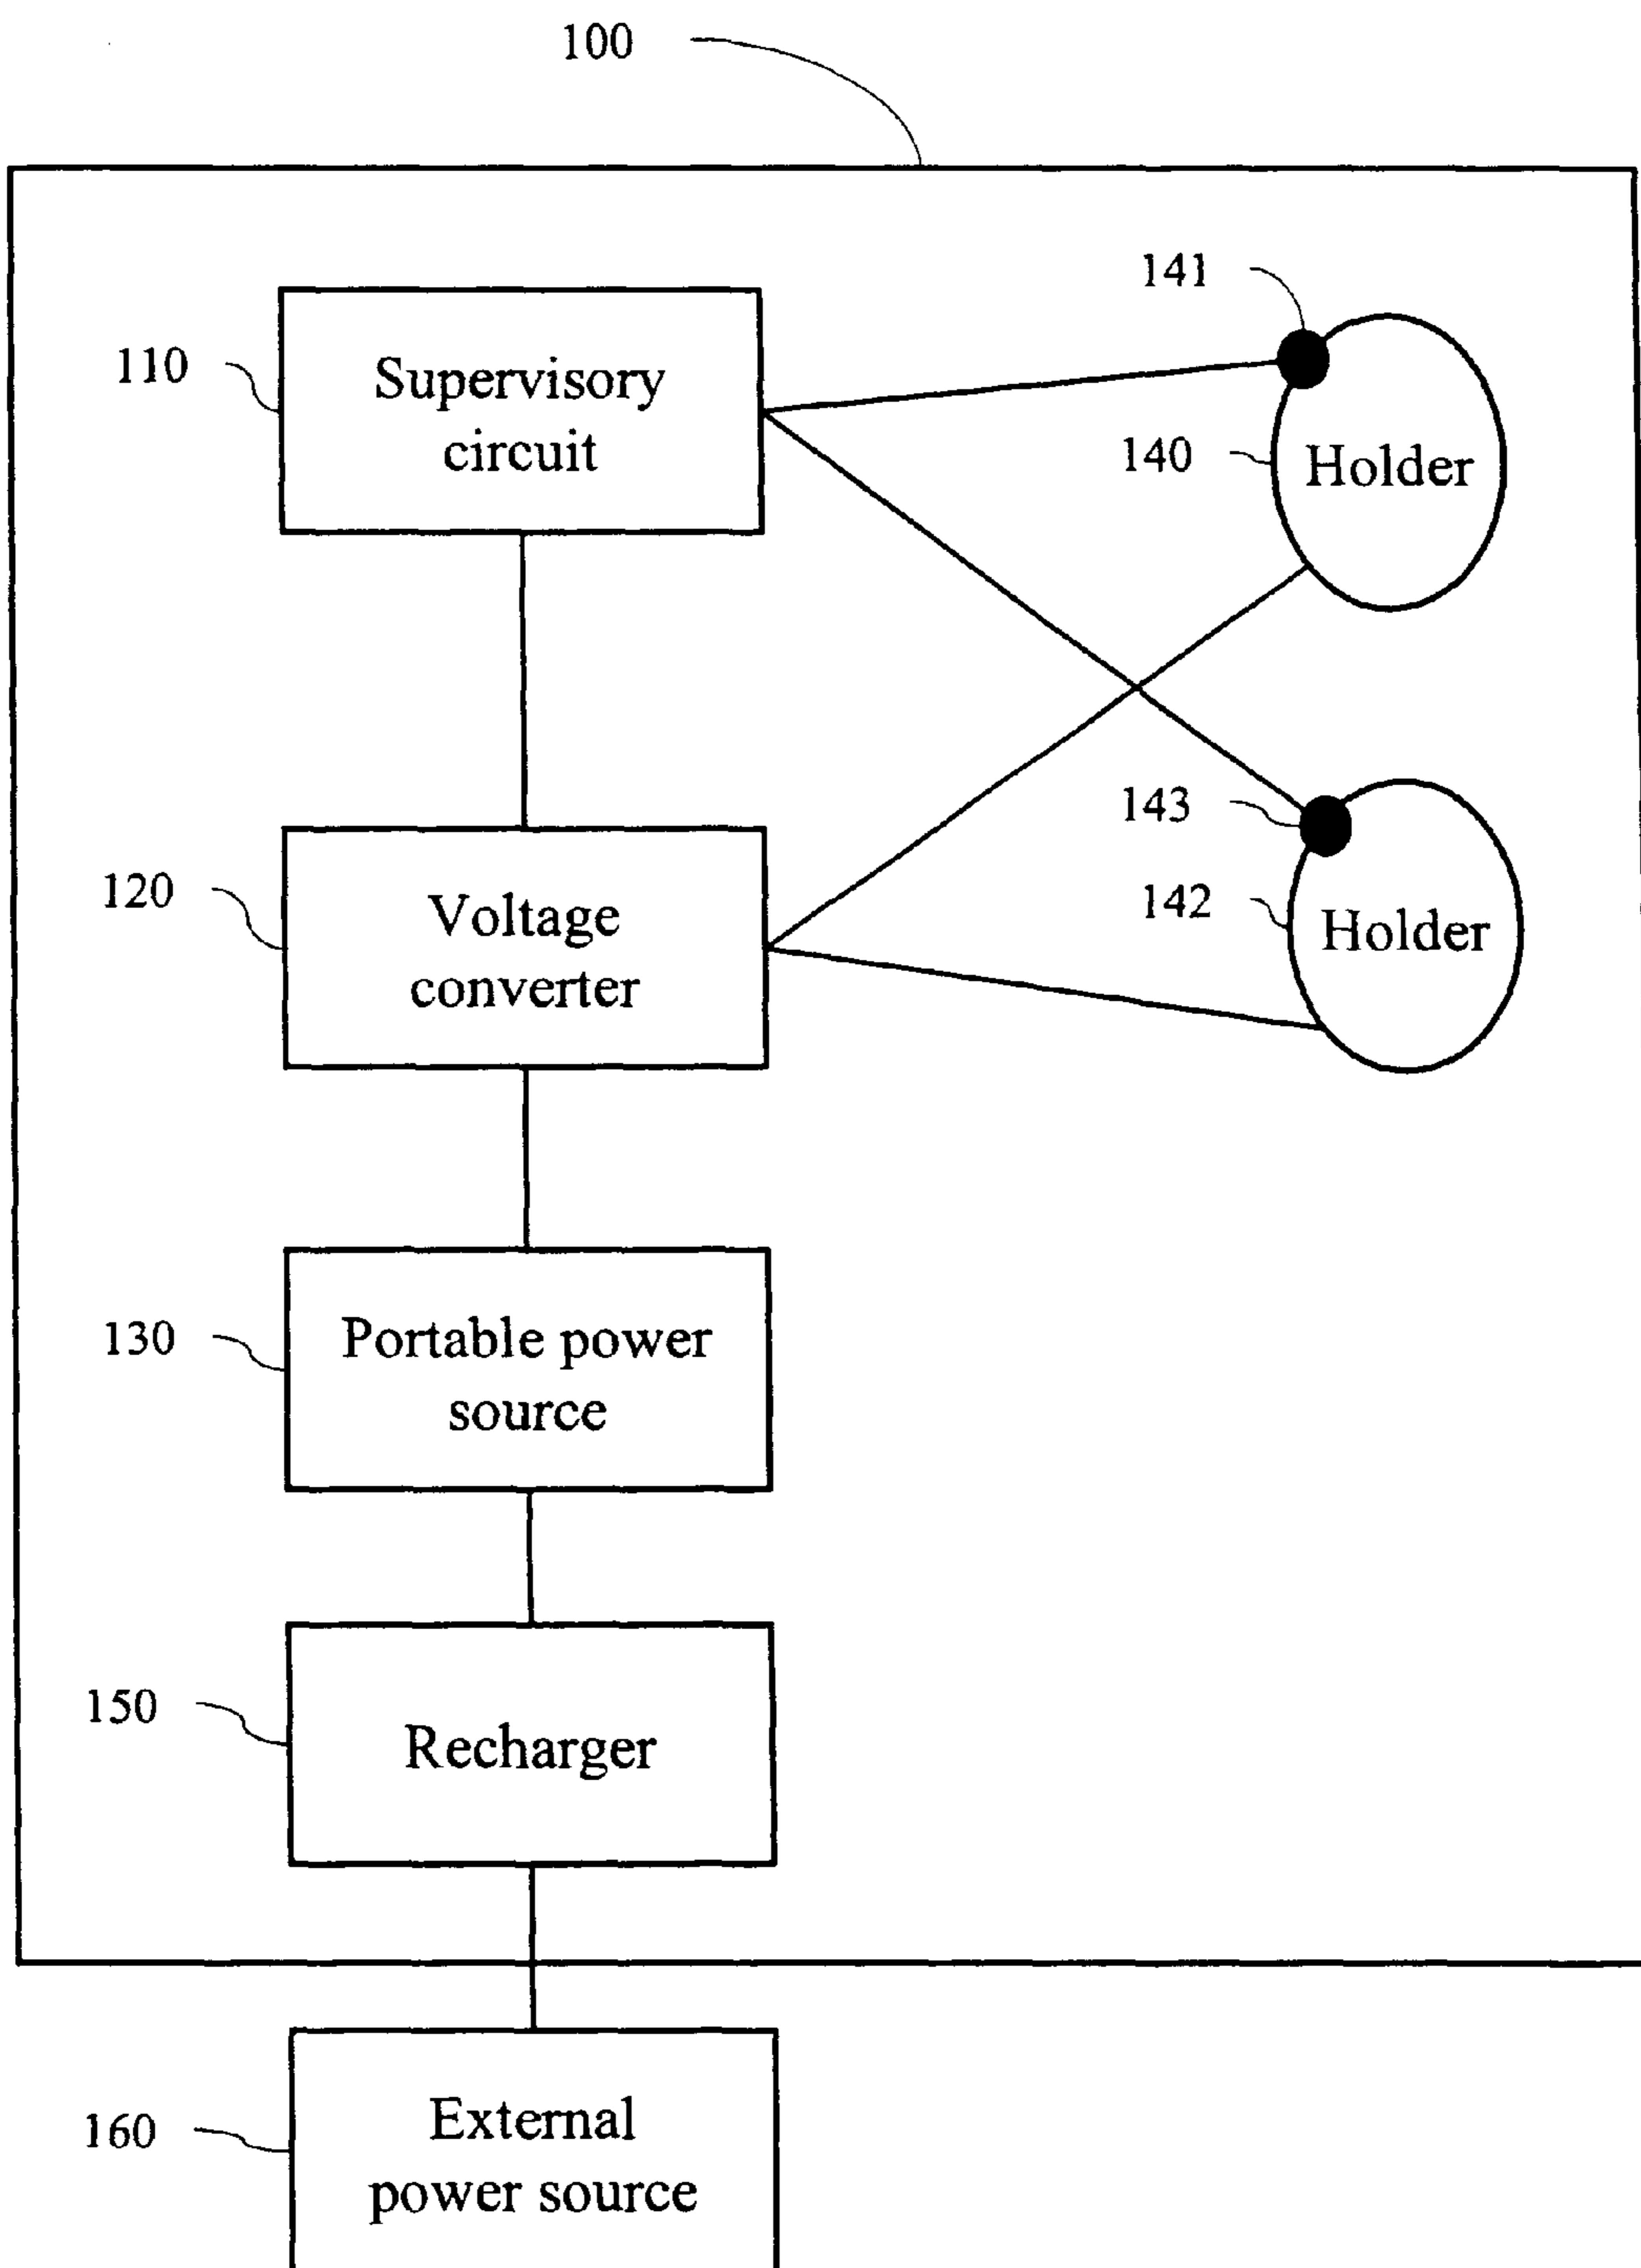 100
141
110
Supervisory
circuit
140
Holder
143
120
Voltage
converter
142
Holder
130
Portable power
source
150
Recharger
160
External
power source